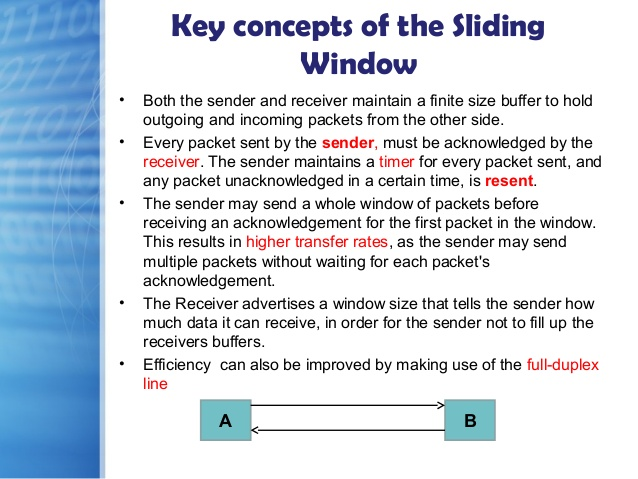 Key concepts of the Sliding
Window
• Both the sender and receiver maintain a finite size buffer to hold
outgoing and incoming packets from the other side.
• Every packet sent by the sender, must be acknowledged by the
receiver. The sender maintains a timer for every packet sent, and
any packet unacknowledged in a certain time, is resent.
• The sender may send a whole window of packets before
receiving an acknowledgement for the first packet in the window.
This results in higher transfer rates, as the sender may send
multiple packets without waiting for each packet's
acknowledgement.
• The Receiver advertises a window size that tells the sender how
much data it can receive, in order for the sender not to fill up the
receivers buffers.
• Efficiency  can also be improved by making use of the full-duplex
line
A B